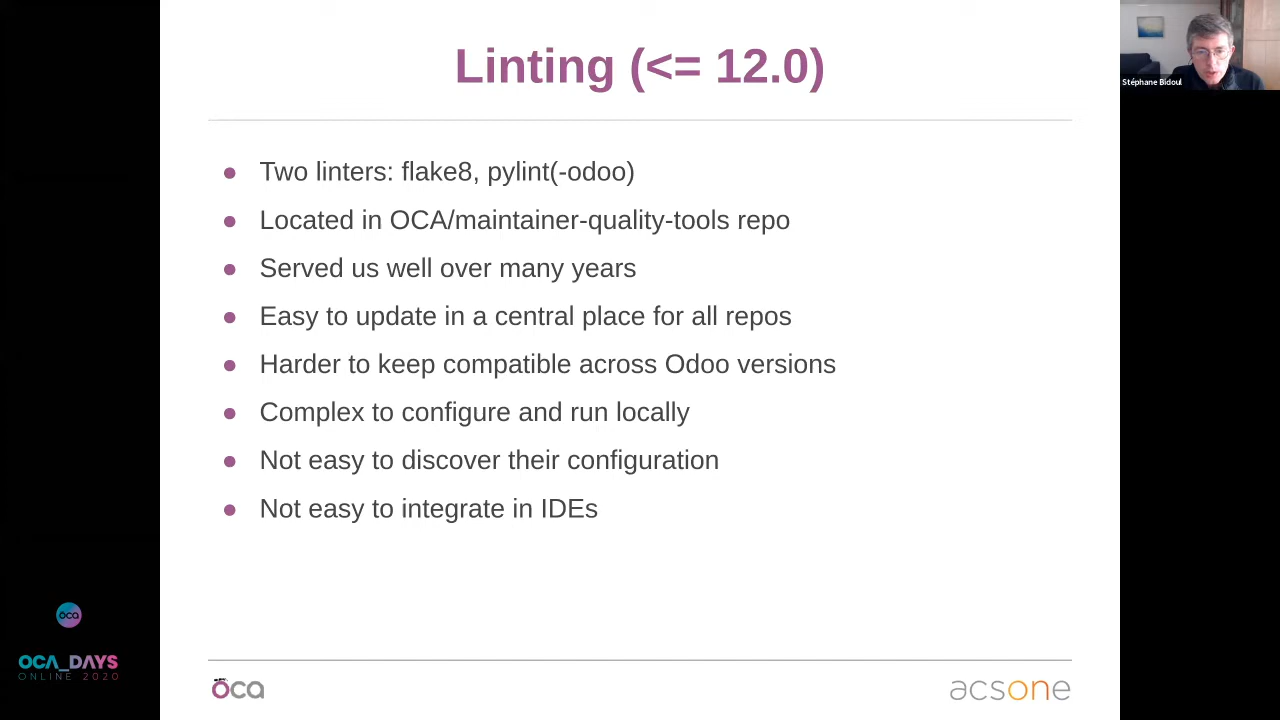 Linting (<= 12.0)
Stéphane Bidoul
● Two linters: flake8, pylint(-odoo)
● Located in OCA/maintainer-quality-tools repo
● Served us well over many years
● Easy to update in a central place for all repos
● Harder to keep compatible across Odoo versions
● Complex to configure and run locally
● Not easy to discover their configuration
● Not easy to integrate in IDEs
oca
OCA_DAYS
ONLINE 2020
oca
acsone